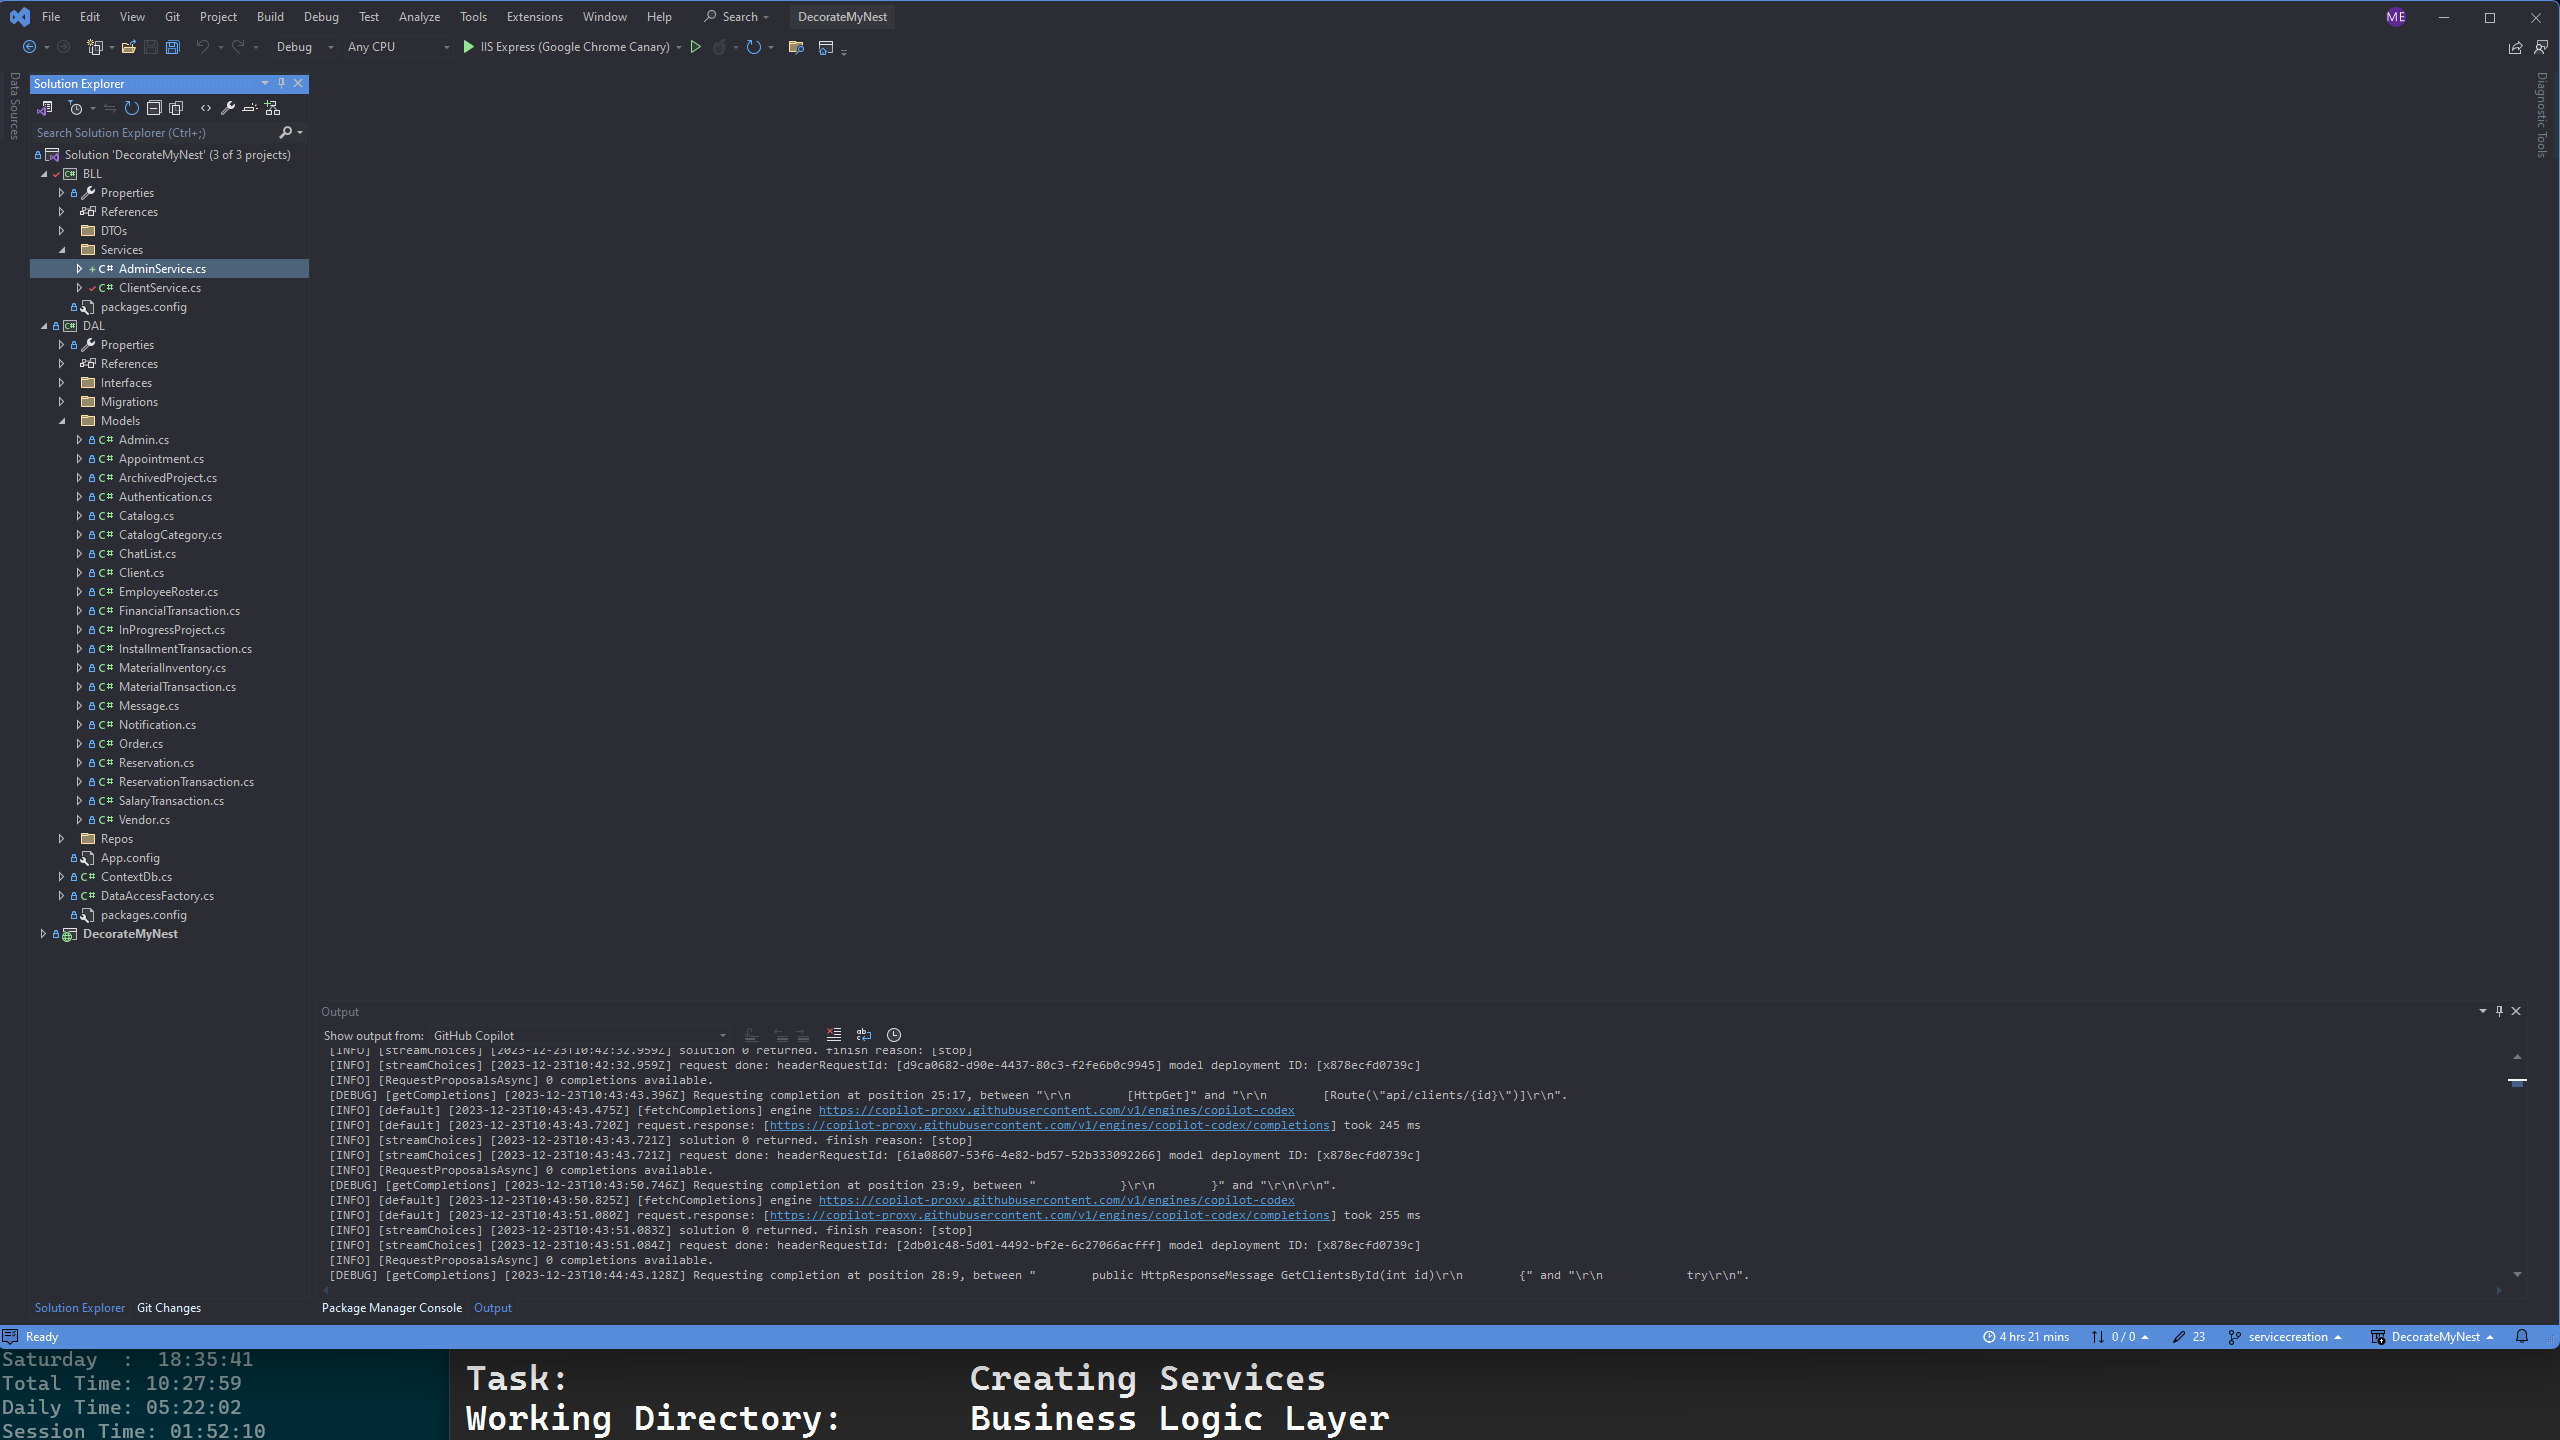 File Edit View Git Project Build Debug Test Analyze Tools Extensions Window Help Search DecorateMyNest ME
Debug Any CPU IIS Express (Google Chrome Canary)
Data Sources
Diagnostic Tools
Solution Explorer
Search Solution Explorer (Ctrl+;)
Solution 'DecorateMyNest' (3 of 3 projects)
C# BLL
Properties
References
DTOs
Services
+ C# AdminService.cs
C# ClientService.cs
packages.config
C# DAL
Properties
References
Interfaces
Migrations
Models
C# Admin.cs
C# Appointment.cs
C# ArchivedProject.cs
C# Authentication.cs
C# Catalog.cs
C# CatalogCategory.cs
C# ChatList.cs
C# Client.cs
C# EmployeeRoster.cs
C# FinancialTransaction.cs
C# InProgressProject.cs
C# InstallmentTransaction.cs
C# MaterialInventory.cs
C# MaterialTransaction.cs
C# Message.cs
C# Notification.cs
C# Order.cs
C# Reservation.cs
C# ReservationTransaction.cs
C# SalaryTransaction.cs
C# Vendor.cs
Repos
App.config
C# ContextDb.cs
C# DataAccessFactory.cs
packages.config
DecorateMyNest
Output
Show output from: GitHub Copilot
[INFO] [streamChoices] [2023-12-23T10:42:32.959Z] solution 0 returned. finish reason: [stop]
[INFO] [streamChoices] [2023-12-23T10:42:32.959Z] request done: headerRequestId: [d9ca0682-d90e-4437-80c3-f2fe6b0c9945] model deployment ID: [x878ecfd0739c]
[INFO] [RequestProposalsAsync] 0 completions available.
[DEBUG] [getCompletions] [2023-12-23T10:43:43.396Z] Requesting completion at position 25:17, between "\r\n        [HttpGet]" and "\r\n        [Route(\"api/clients/{id}\")]\r\n".
[INFO] [default] [2023-12-23T10:43:43.475Z] [fetchCompletions] engine https://copilot-proxy.githubusercontent.com/v1/engines/copilot-codex
[INFO] [default] [2023-12-23T10:43:43.720Z] request.response: [https://copilot-proxy.githubusercontent.com/v1/engines/copilot-codex/completions] took 245 ms
[INFO] [streamChoices] [2023-12-23T10:43:43.721Z] solution 0 returned. finish reason: [stop]
[INFO] [streamChoices] [2023-12-23T10:43:43.721Z] request done: headerRequestId: [61a08607-53f6-4e82-bd57-52b333092266] model deployment ID: [x878ecfd0739c]
[INFO] [RequestProposalsAsync] 0 completions available.
[DEBUG] [getCompletions] [2023-12-23T10:43:50.746Z] Requesting completion at position 23:9, between "            }\r\n        }" and "\r\n\r\n".
[INFO] [default] [2023-12-23T10:43:50.825Z] [fetchCompletions] engine https://copilot-proxy.githubusercontent.com/v1/engines/copilot-codex
[INFO] [default] [2023-12-23T10:43:51.080Z] request.response: [https://copilot-proxy.githubusercontent.com/v1/engines/copilot-codex/completions] took 255 ms
[INFO] [streamChoices] [2023-12-23T10:43:51.083Z] solution 0 returned. finish reason: [stop]
[INFO] [streamChoices] [2023-12-23T10:43:51.084Z] request done: headerRequestId: [2db01c48-5d01-4492-bf2e-6c27066acfff] model deployment ID: [x878ecfd0739c]
[INFO] [RequestProposalsAsync] 0 completions available.
[DEBUG] [getCompletions] [2023-12-23T10:44:43.128Z] Requesting completion at position 28:9, between "        public HttpResponseMessage GetClientsById(int id)\r\n        {" and "\r\n            try\r\n".
Solution Explorer Git Changes Package Manager Console Output
Ready 4 hrs 21 mins 0 / 0 23 servicecreation DecorateMyNest
Saturday  :  18:35:41
Total Time: 10:27:59
Daily Time: 05:22:02
Session Time: 01:52:10
Task: Creating Services
Working Directory: Business Logic Layer